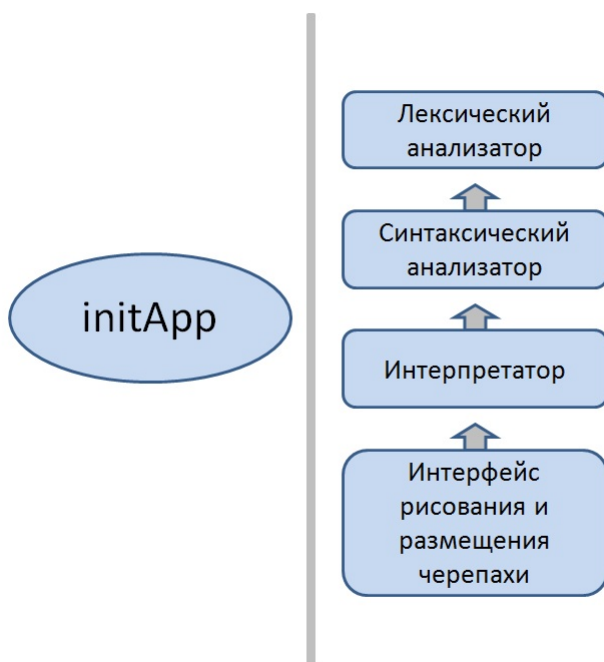 initApp
Лексический
анализатор
Синтаксический
анализатор
Интерпретатор
Интерфейс
рисования и
размещения
черепахи